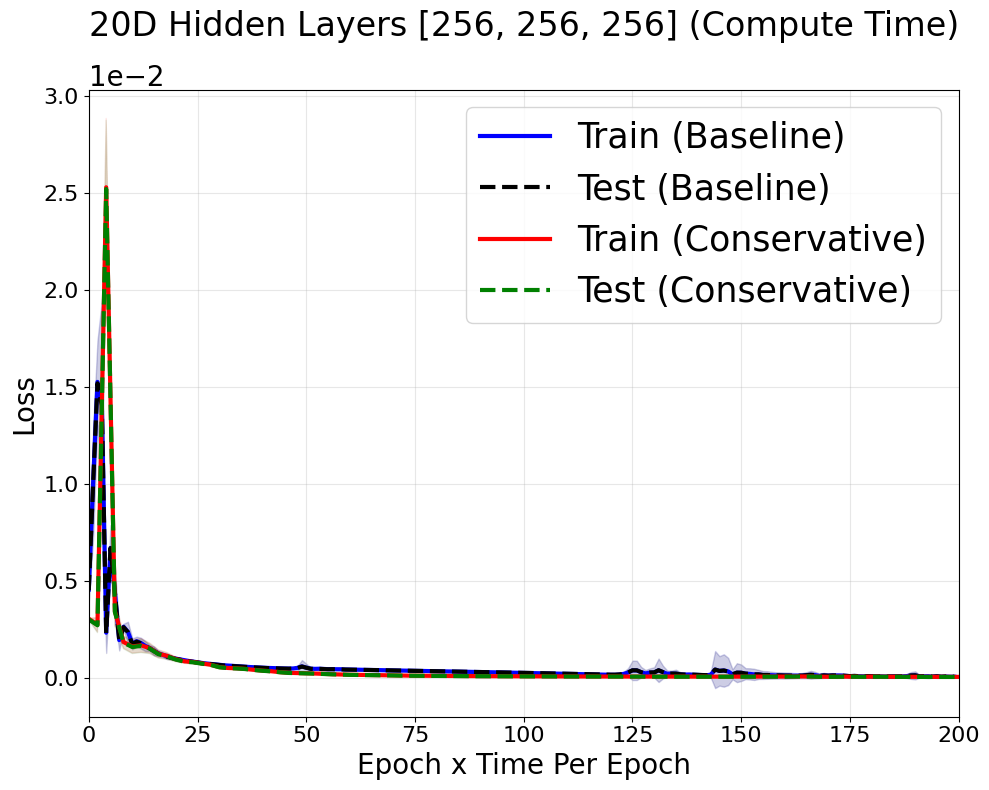 20D Hidden Layers [256, 256, 256] (Compute Time)
1e−2
3.0
2.5
2.0
1.5
1.0
0.5
0.0
Loss
Train (Baseline)
Test (Baseline)
Train (Conservative)
Test (Conservative)
0 25 50 75 100 125 150 175 200
Epoch x Time Per Epoch